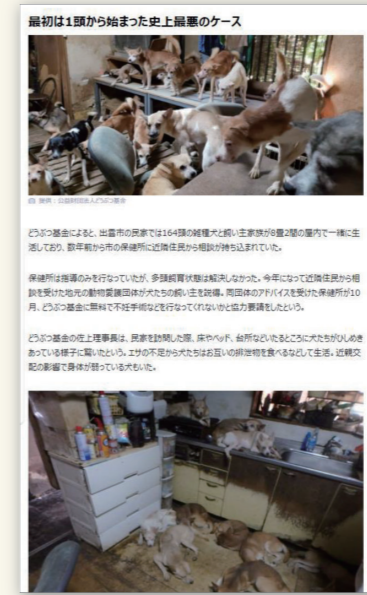 最初は1頭から始まった史上最悪のケース
提供：公益財団法人どうぶつ基金
どうぶつ基金によると、出雲市の民家では164頭の雑種犬と飼い主家族が8畳2間の屋内で一緒に生
活しており、数年前から市の保健所に近隣住民から相談が持ち込まれていた。
保健所は指導のみを行なっていたが、多頭飼育状態は解決しなかった。今年になって近隣住民から相
談を受けた地元の動物愛護団体が犬たちの飼い主を説得。同団体のアドバイスを受けた保健所が10
月、どうぶつ基金に無料で不妊手術などを行なってくれないかと協力要請をしたという。
どうぶつ基金の佐上理事長は、民家を訪問した際、床やベッド、台所などいたるところに犬たちがひしめき
あっている様子に驚いたという。エサの不足から犬たちはお互いの排泄物を食べるなどして生活。近親交
配の影響で身体が弱っている犬もいた。